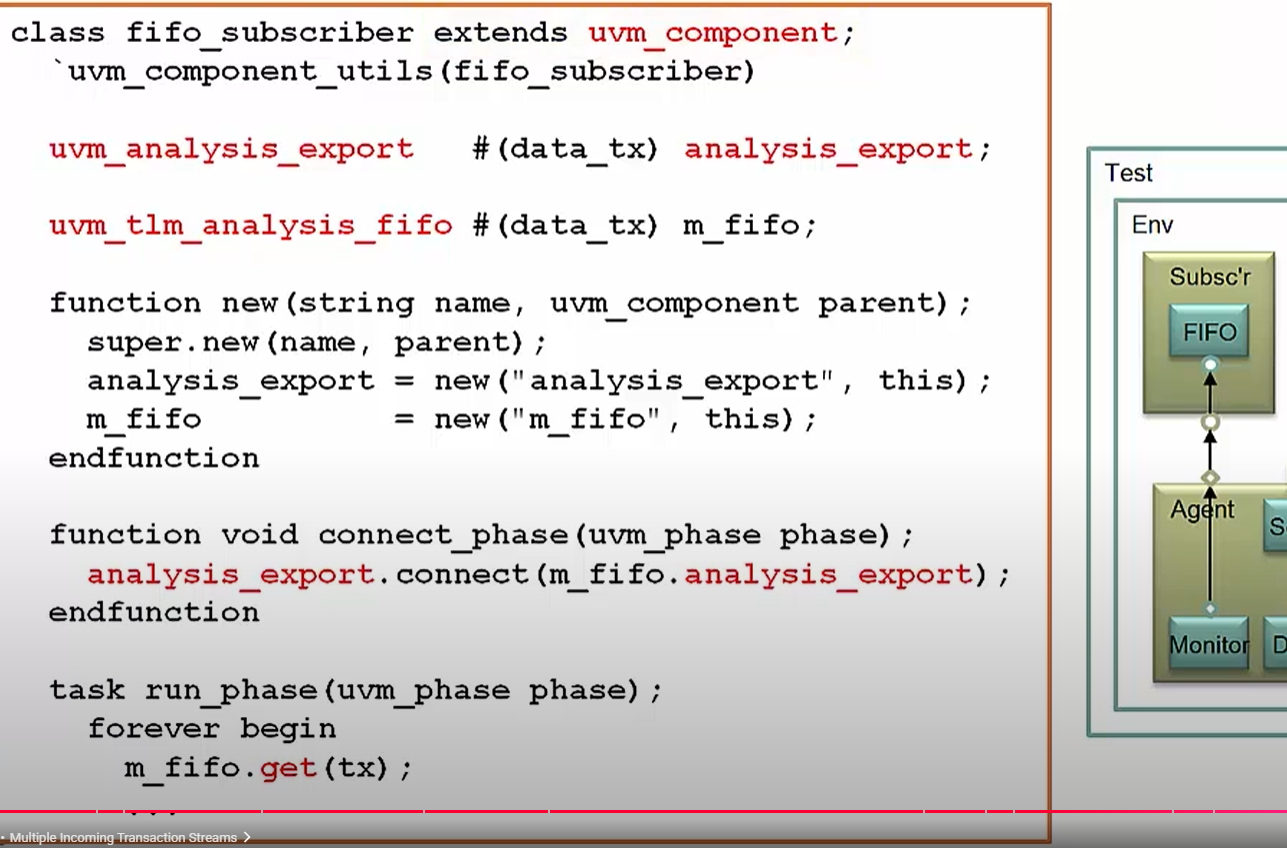 class fifo_subscriber extends uvm_component;
`uvm_component_utils(fifo_subscriber)
uvm_analysis_export #(data_tx) analysis_export;
uvm_tlm_analysis_fifo #(data_tx) m_fifo;
function new(string name, uvm_component parent);
super.new(name, parent);
analysis_export = new("analysis_export", this);
m_fifo = new("m_fifo", this);
endfunction
function void connect_phase(uvm_phase phase);
analysis_export.connect(m_fifo.analysis_export);
endfunction
task run_phase(uvm_phase phase);
forever begin
m_fifo.get(tx);
...
Test
Env
Subsc'r
FIFO
Agent
S
Monitor
D
• Multiple Incoming Transaction Streams